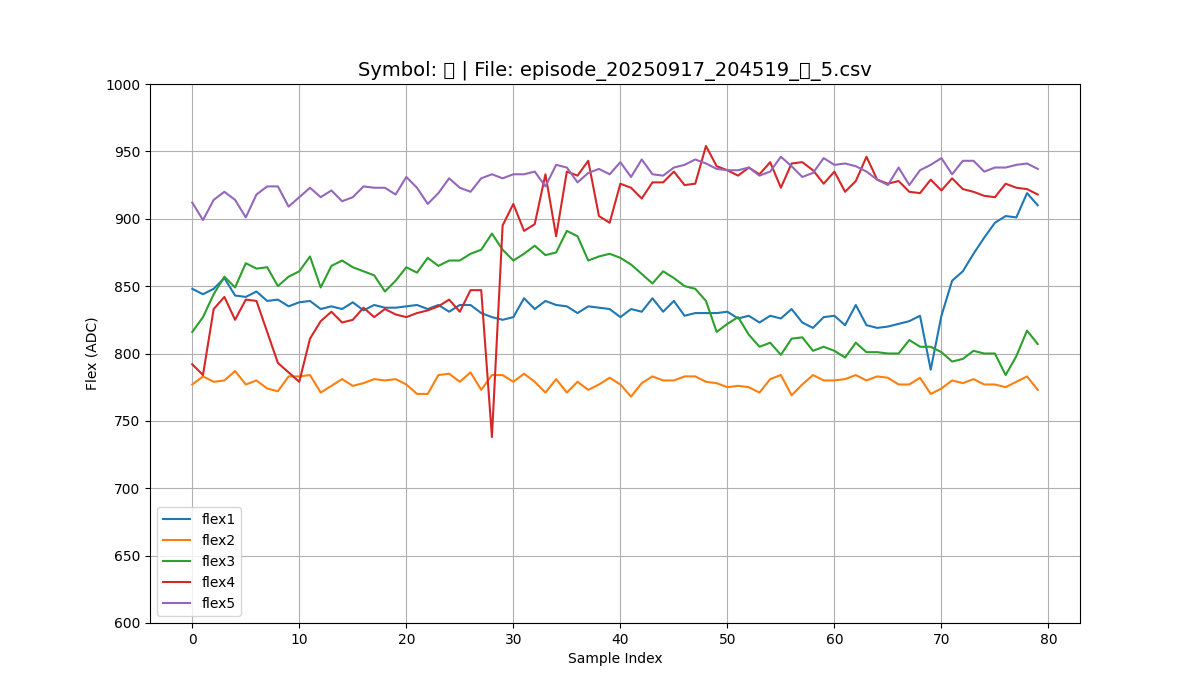 Symbol: | File: episode_20250917_204519_ _5.csv
1000
950
900
850
800
750
700
650
600
Flex (ADC)
flex1
flex2
flex3
flex4
flex5
0 10 20 30 40 50 60 70 80
Sample Index